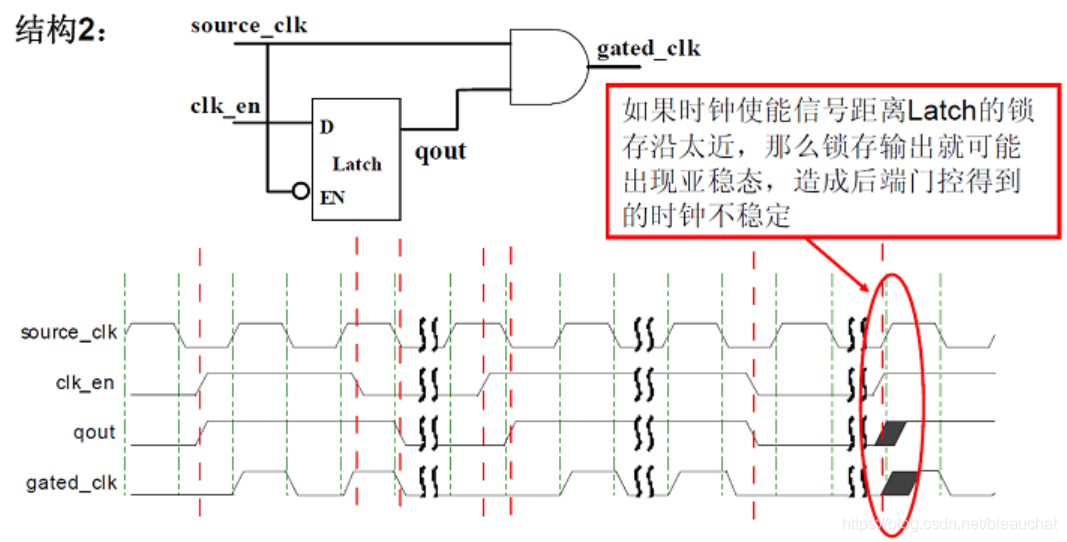 结构2：
source_clk
gated_clk
clk_en
D
Latch
EN
qout
如果时钟使能信号距离Latch的锁
存沿太近，那么锁存输出就可能
出现亚稳态，造成后端门控得到
的时钟不稳定
source_clk
clk_en
qout
gated_clk
https://blog.csdn.net/bleauchat